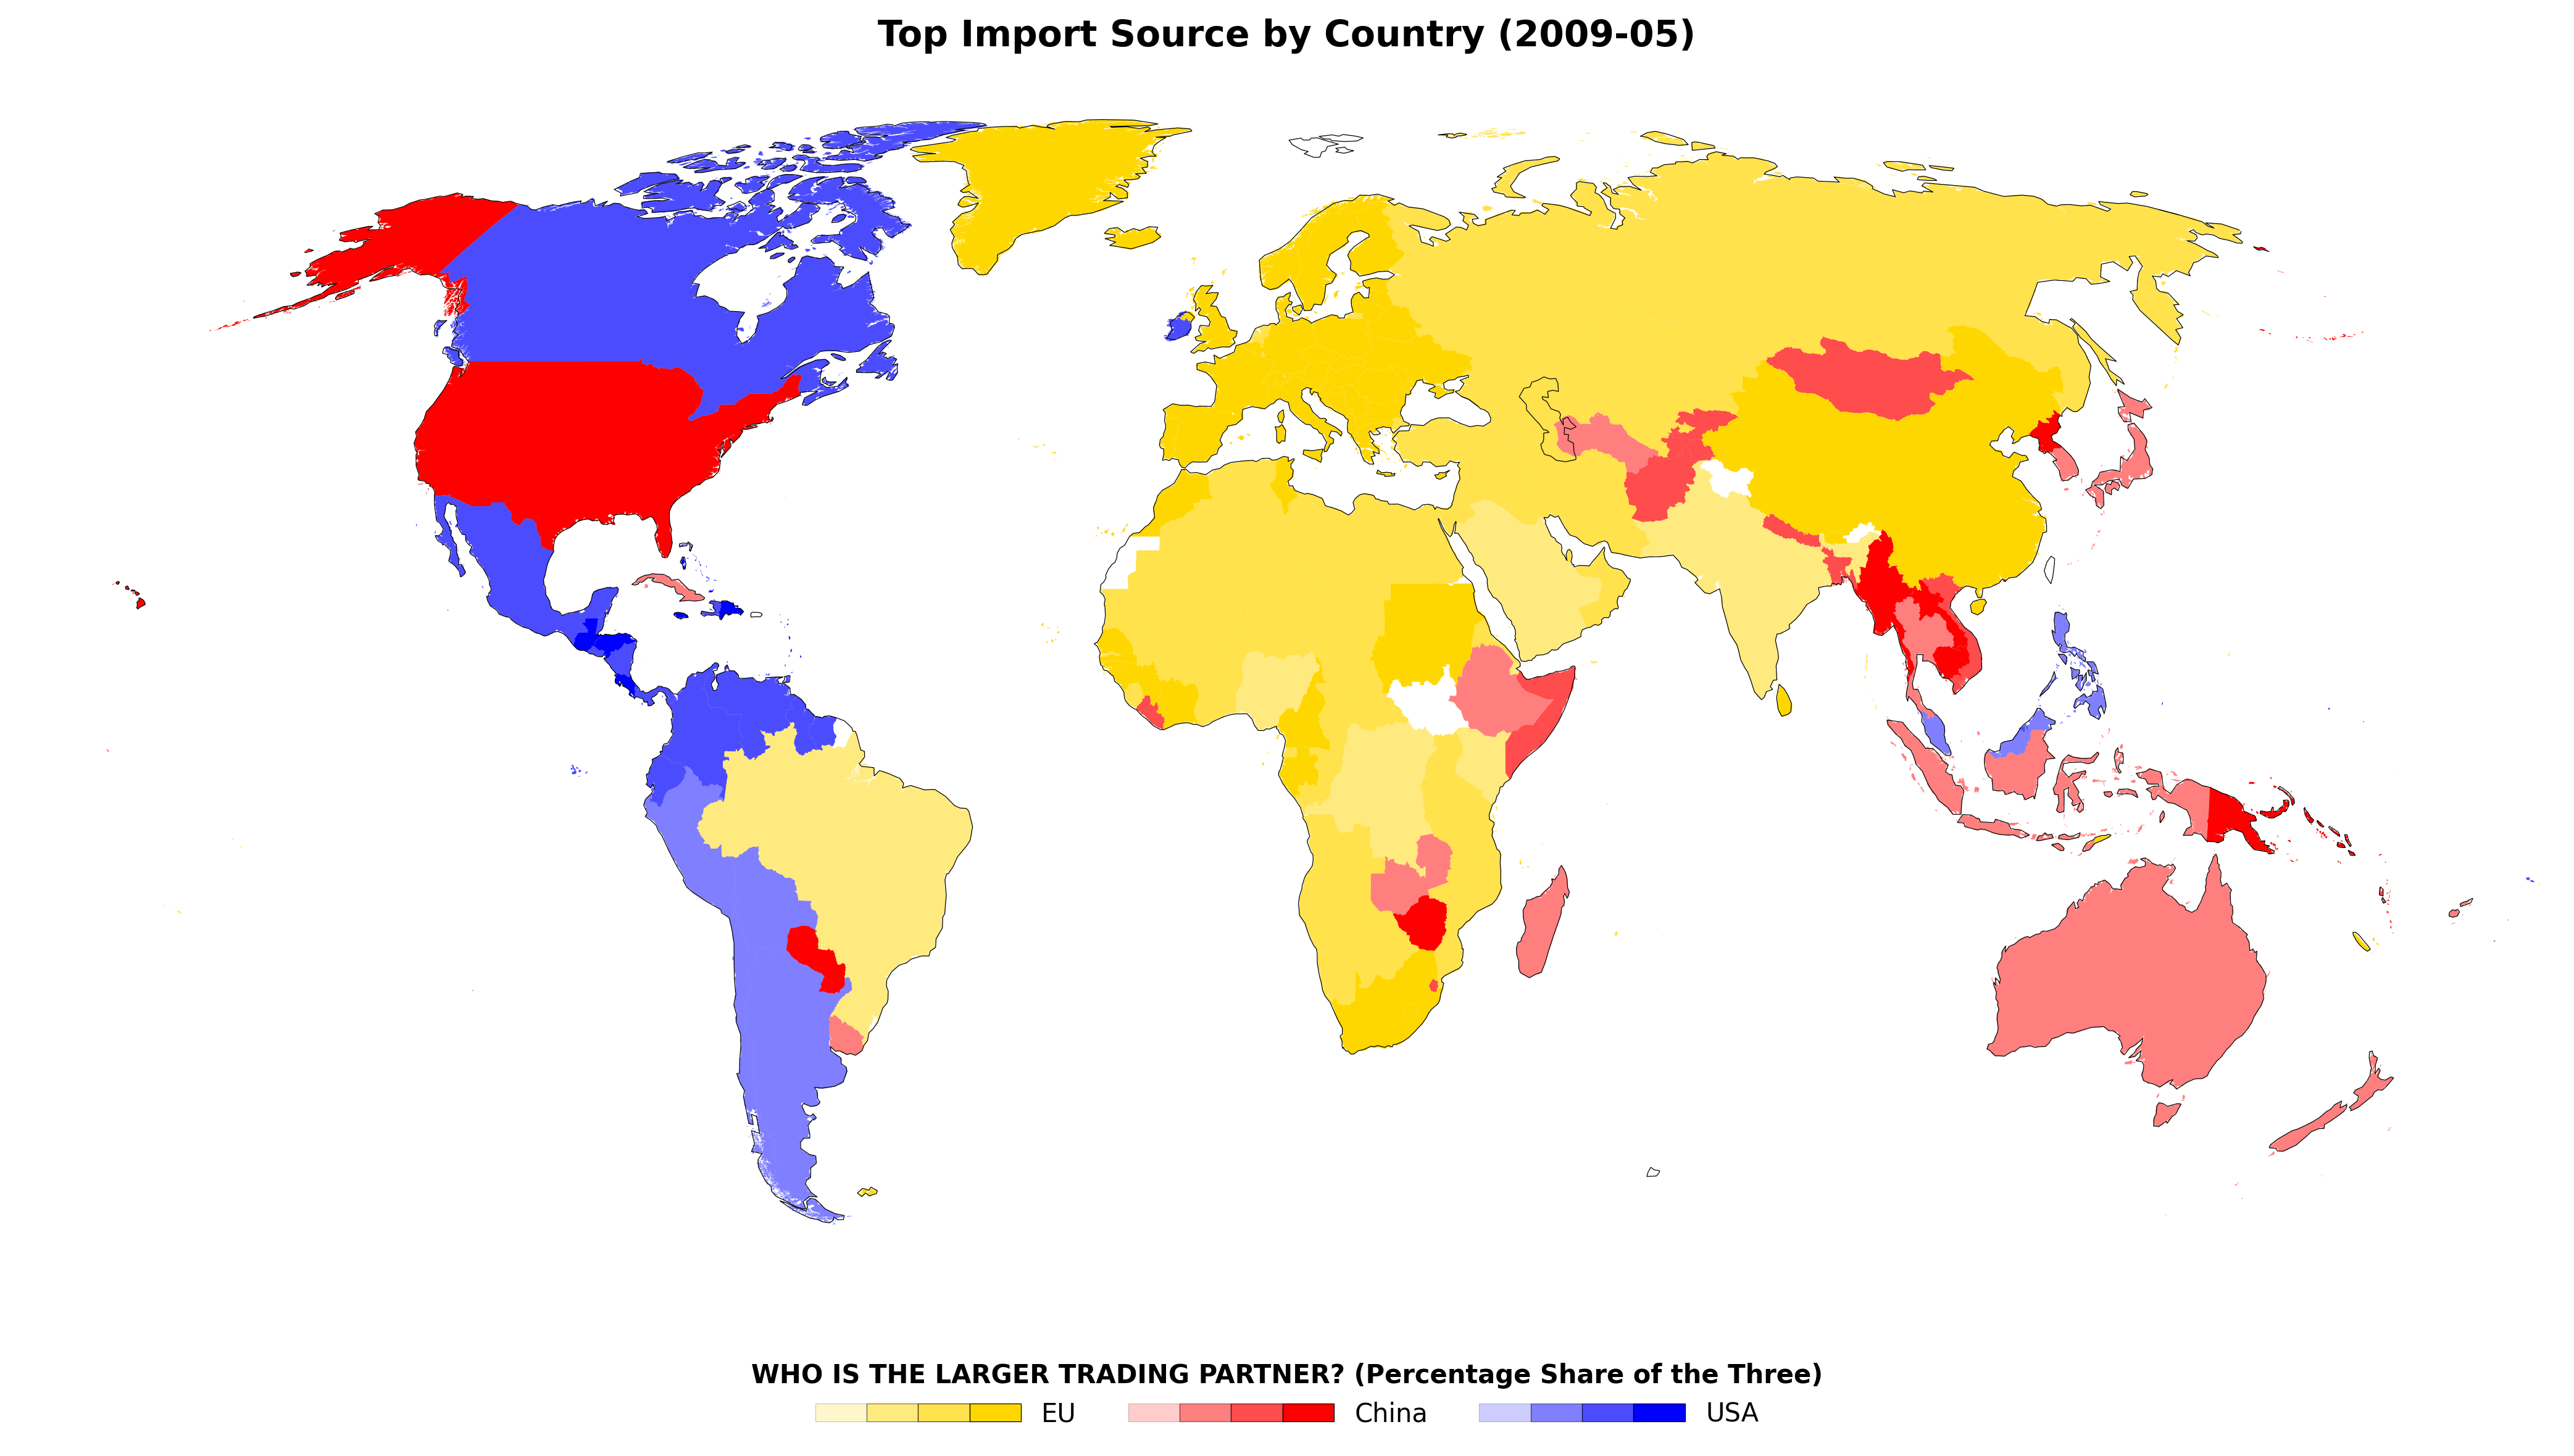 Top Import Source by Country (2009-05)
WHO IS THE LARGER TRADING PARTNER? (Percentage Share of the Three)
EU
China
USA